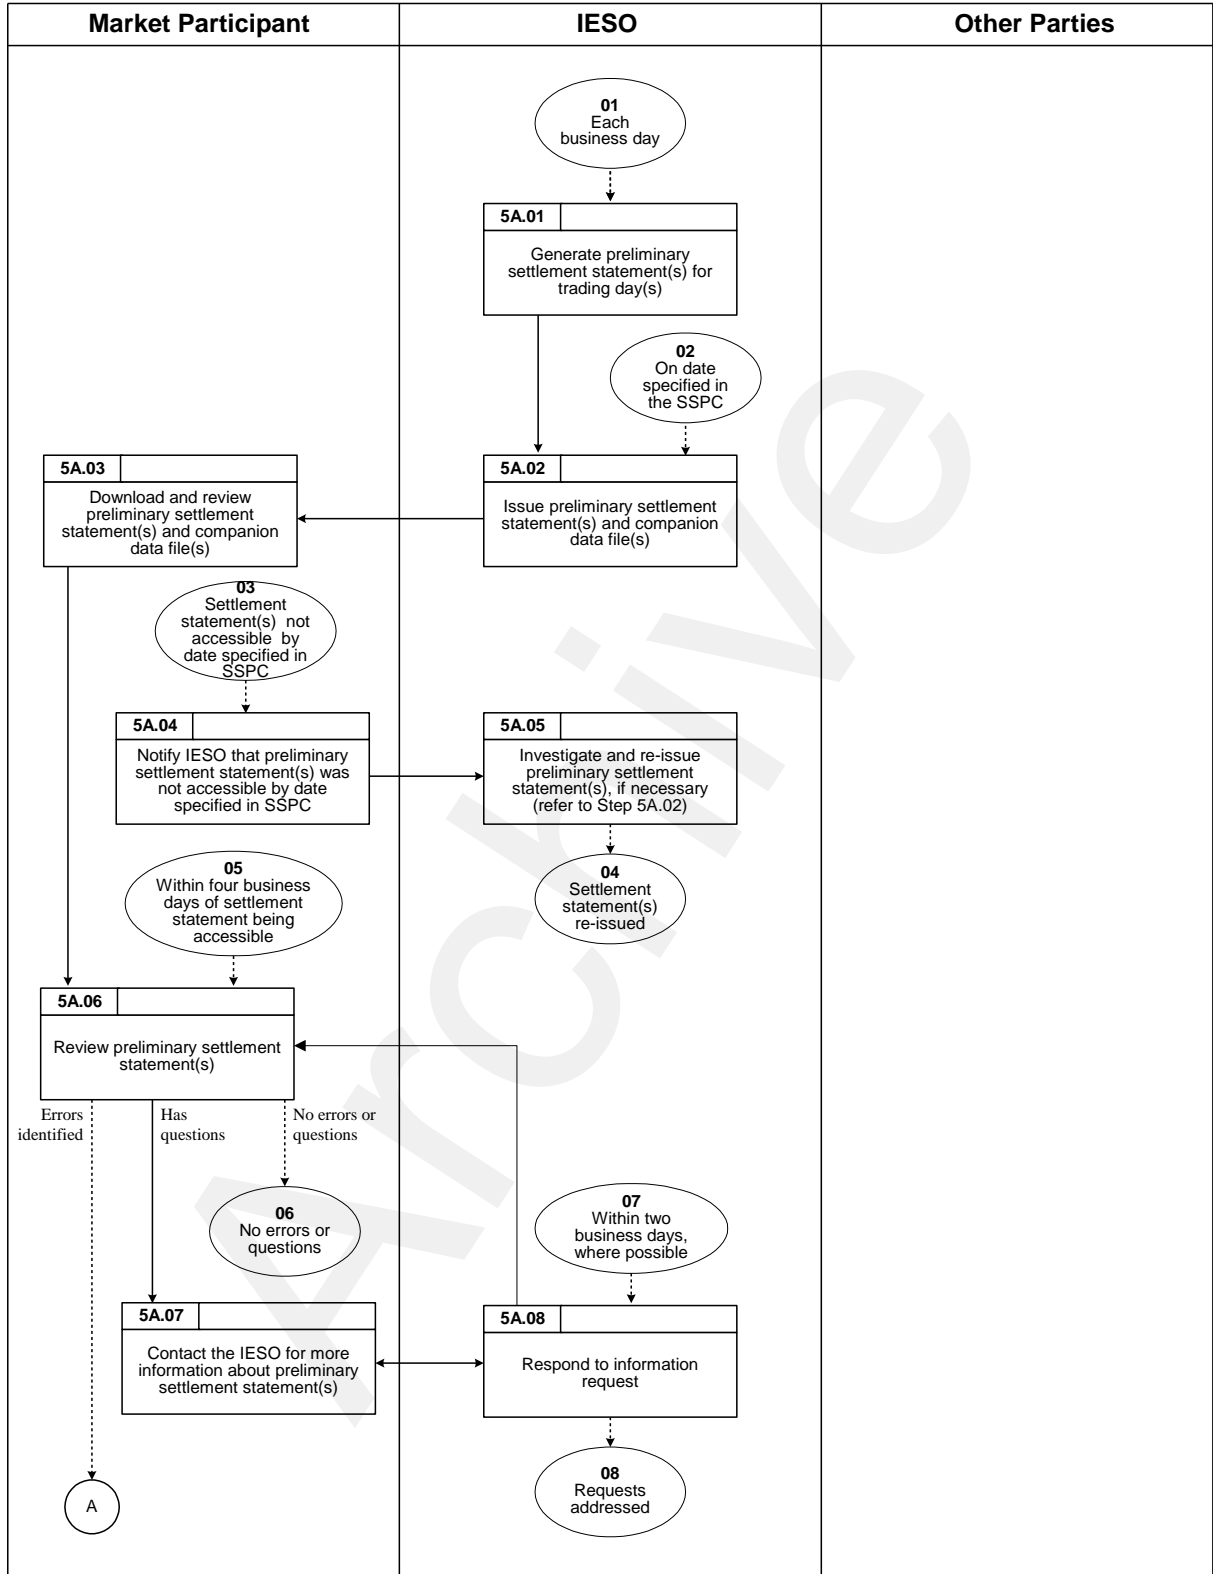 Market Participant
IESO
Other Parties
01
Each
business day
5A.01
Generate preliminary
settlement statement(s) for
trading day(s)
02
On date
specified in
the SSPC
5A.03
Download and review
preliminary settlement
statement(s) and companion
data file(s)
5A.02
Issue preliminary settlement
statement(s) and companion
data file(s)
03
Settlement
statement(s) not
accessible by
date specified in
SSPC
5A.04
Notify IESO that preliminary
settlement statement(s) was
not accessible by date
specified in SSPC
5A.05
Investigate and re-issue
preliminary settlement
statement(s), if necessary
(refer to Step 5A.02)
05
Within four business
days of settlement
statement being
accessible
04
Settlement
statement(s)
re-issued
5A.06
Review preliminary settlement
statement(s)
Errors
identified
Has
questions
No errors or
questions
06
No errors or
questions
07
Within two
business days,
where possible
5A.07
Contact the IESO for more
information about preliminary
settlement statement(s)
5A.08
Respond to information
request
A
08
Requests
addressed
Archive